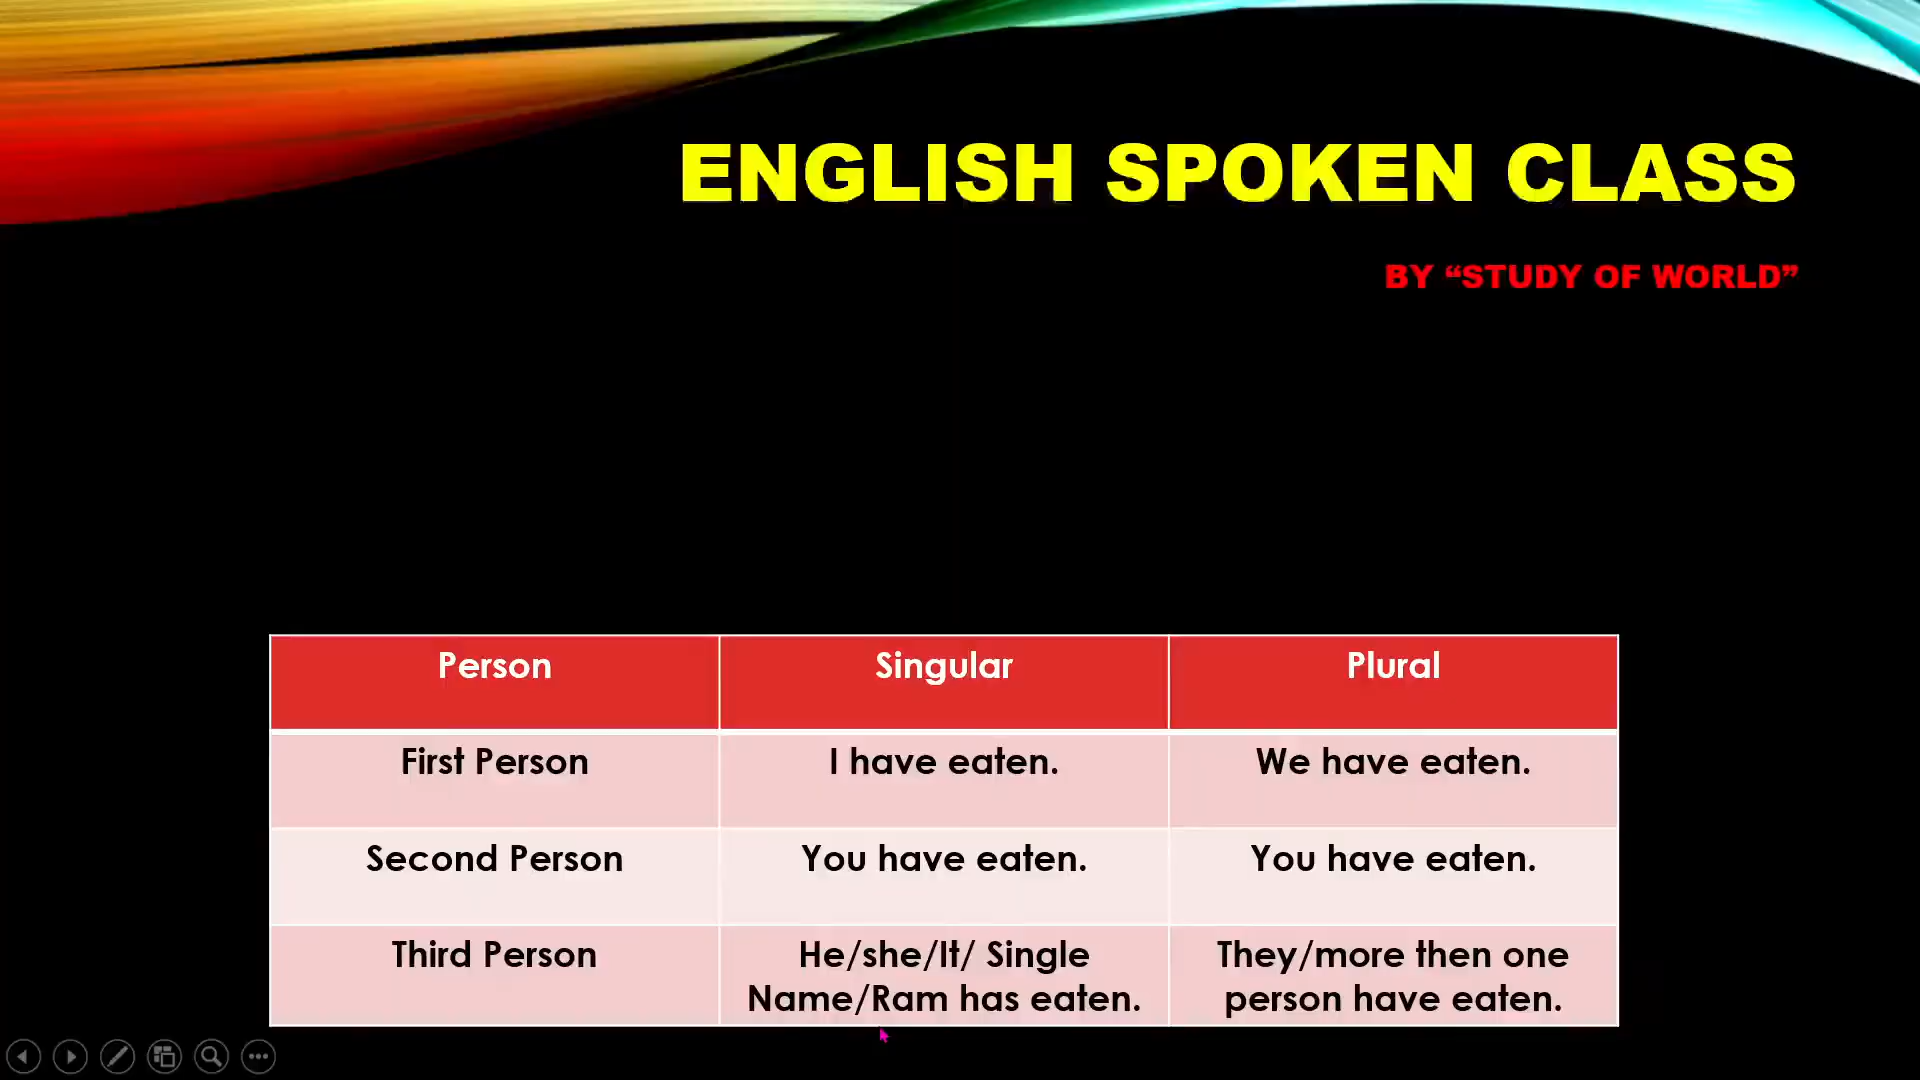 ENGLISH SPOKEN CLASS
BY “STUDY OF WORLD”
Person Singular Plural
First Person I have eaten. We have eaten.
Second Person You have eaten. You have eaten.
Third Person He/she/It/ Single They/more then one
Name/Ram has eaten. person have eaten.